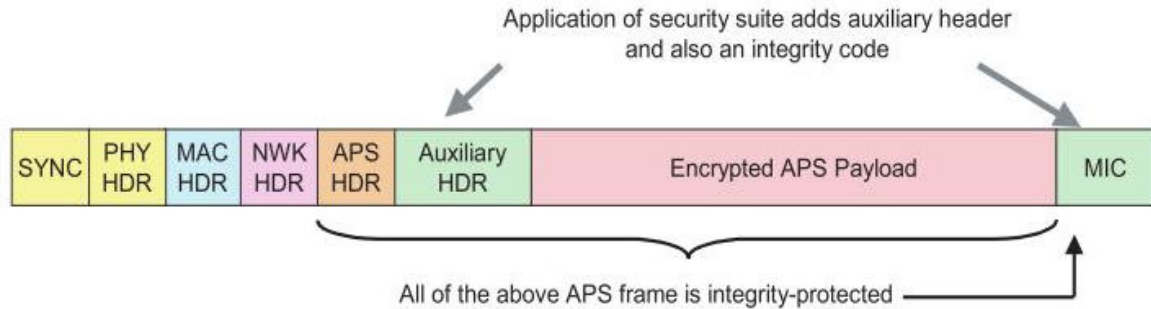 Application of security suite adds auxiliary header
and also an integrity code
SYNC
PHY
HDR
MAC
HDR
NWK
HDR
APS
HDR
Auxiliary
HDR
Encrypted APS Payload
MIC
All of the above APS frame is integrity-protected